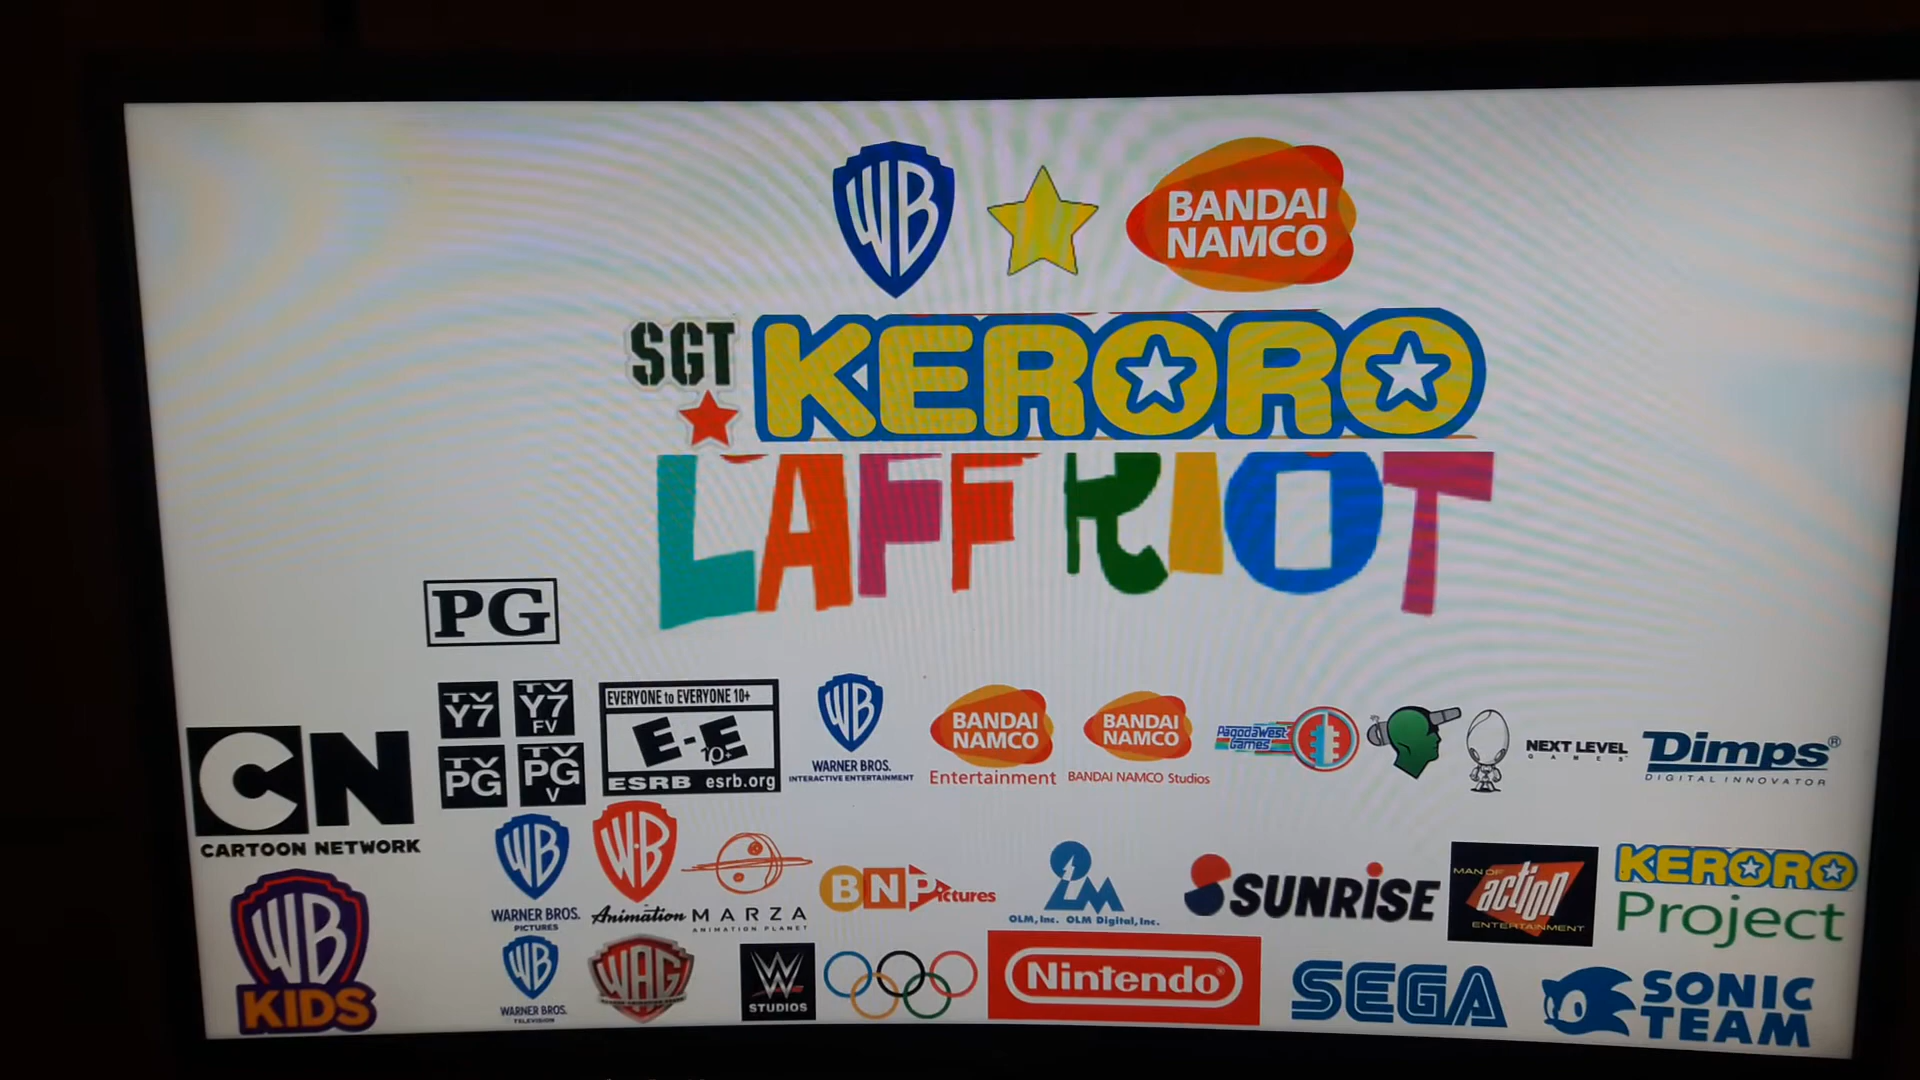 WB
BANDAI
NAMCO
SGT KERORO
LAFF RIOT
PG
TV
Y7
TV
Y7
FV
TV
PG
TV
PG
V
EVERYONE to EVERYONE 10+
E-E
10+
ESRB esrb.org
WB
WARNER BROS.
INTERACTIVE ENTERTAINMENT
BANDAI
NAMCO
Entertainment
BANDAI
NAMCO
BANDAI NAMCO Studios
PagodaWest
Games
NEXT LEVEL
GAMES
Dimps®
DIGITAL INNOVATOR
CN
CARTOON NETWORK
WB
WARNER BROS.
PICTURES
WB
Animation
MARZA
ANIMATION PLANET
BNPictures
OLM
OLM, Inc. OLM Digital, Inc.
SUNRISE
MAN OF
action
ENTERTAINMENT
KERORO
Project
WB
KIDS
WB
WARNER BROS.
TELEVISION
WAG
W
STUDIOS
Nintendo®
SEGA
SONIC
TEAM